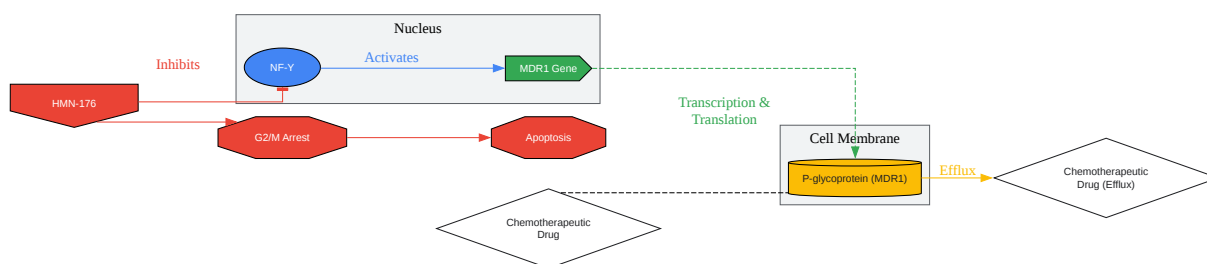 Nucleus
Inhibits
NF-Y
Activates
MDR1 Gene
HMN-176
G2/M Arrest
Apoptosis
Transcription &
Translation
Cell Membrane
P-glycoprotein (MDR1)
Efflux
Chemotherapeutic
Drug (Efflux)
Chemotherapeutic
Drug